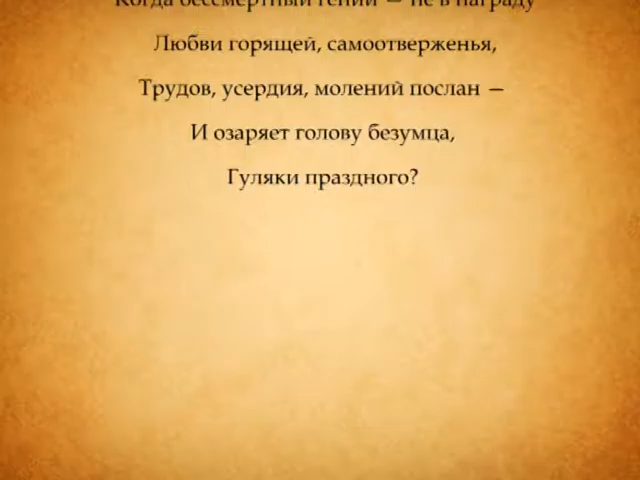 Когда бессмертный гений — не в награду
Любви горящей, самоотверженья,
Трудов, усердия, молений послан —
И озаряет голову безумца,
Гуляки праздного?